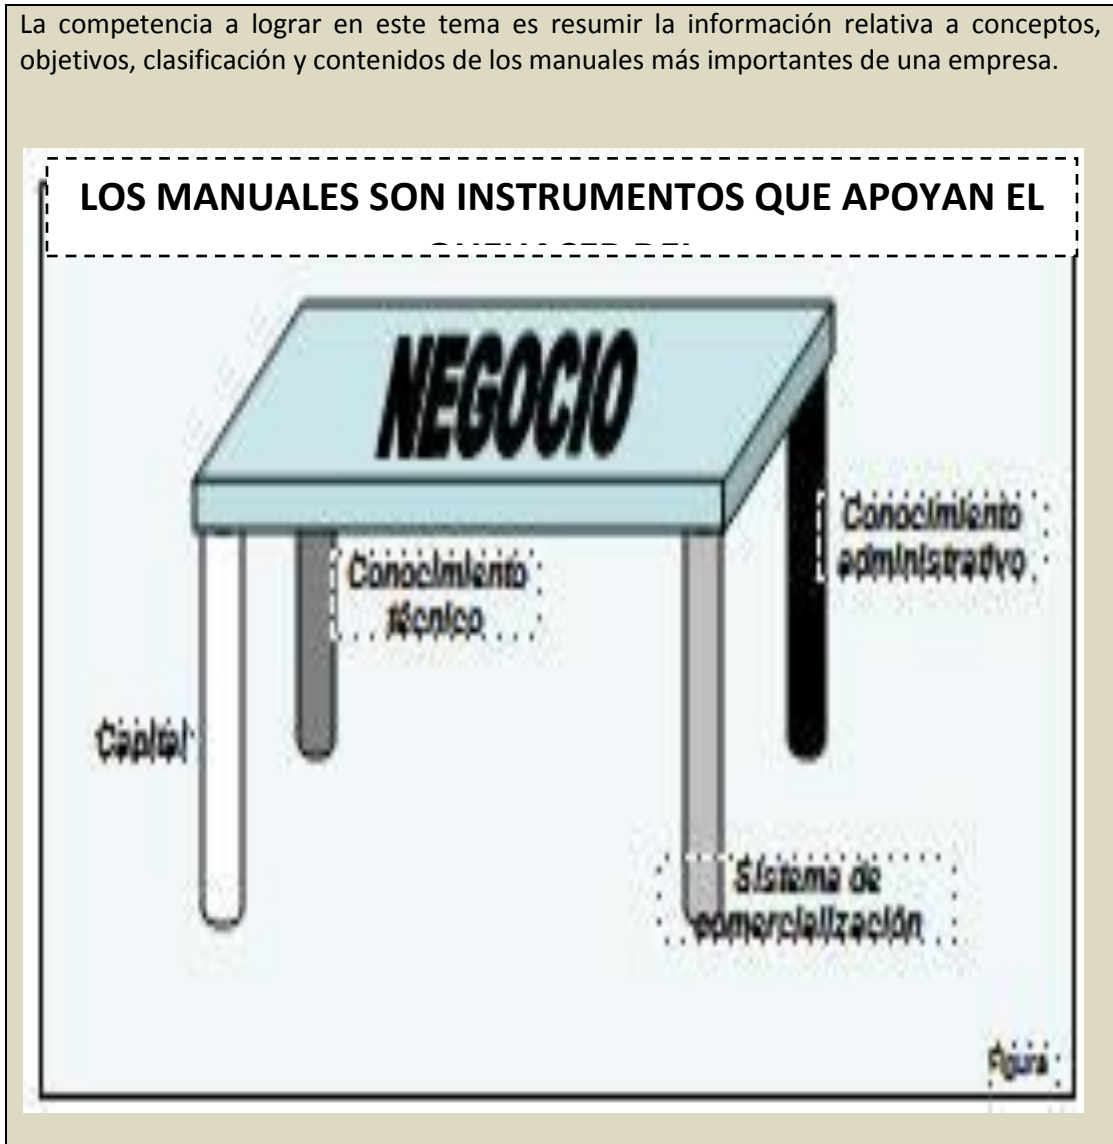 La competencia a lograr en este tema es resumir la información relativa a conceptos,
objetivos, clasificación y contenidos de los manuales más importantes de una empresa.
LOS MANUALES SON INSTRUMENTOS QUE APOYAN EL
NEGOCIO
Conocimiento
administrativo
Conocimiento
técnico
Capital
Sistema de
comercialización
Figura